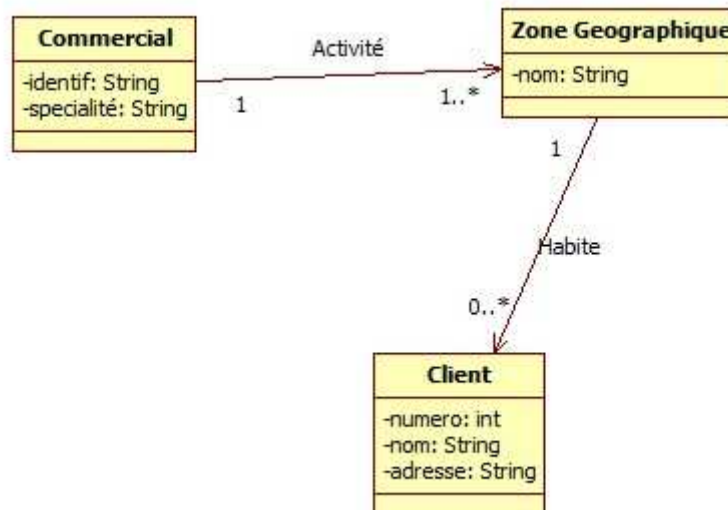 Commercial
-identif: String
-specialité: String
Activité
1
1..*
Zone Geographique
-nom: String
1
Habite
0..*
Client
-numero: int
-nom: String
-adresse: String